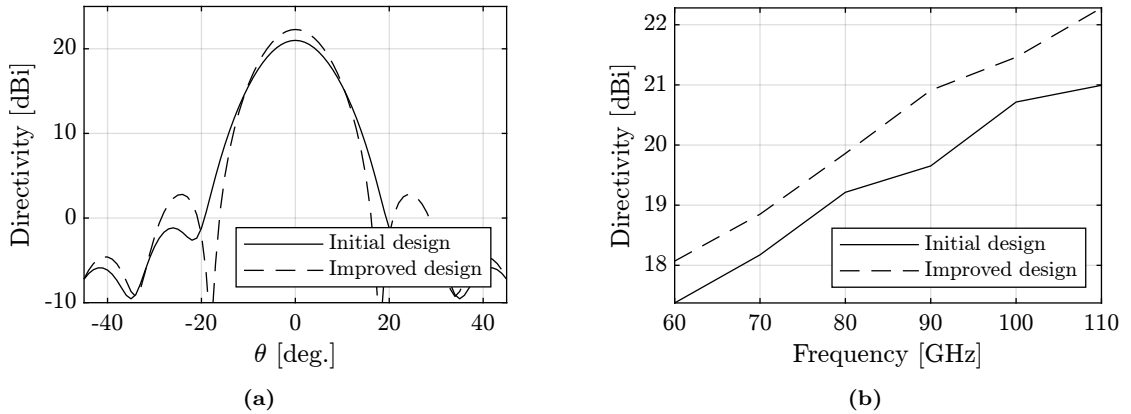 20
10
0
-10
-40
-20
0
20
40
Directivity [dBi]
θ [deg.]
Initial design
Improved design
(a)
22
21
20
19
18
60
70
80
90
100
110
Directivity [dBi]
Frequency [GHz]
Initial design
Improved design
(b)